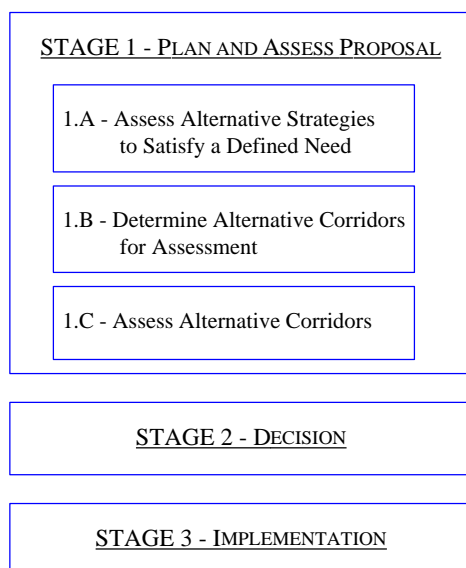 STAGE 1 - PLAN AND ASSESS PROPOSAL
1.A - Assess Alternative Strategies
to Satisfy a Defined Need
1.B - Determine Alternative Corridors
for Assessment
1.C - Assess Alternative Corridors
STAGE 2 - DECISION
STAGE 3 - IMPLEMENTATION